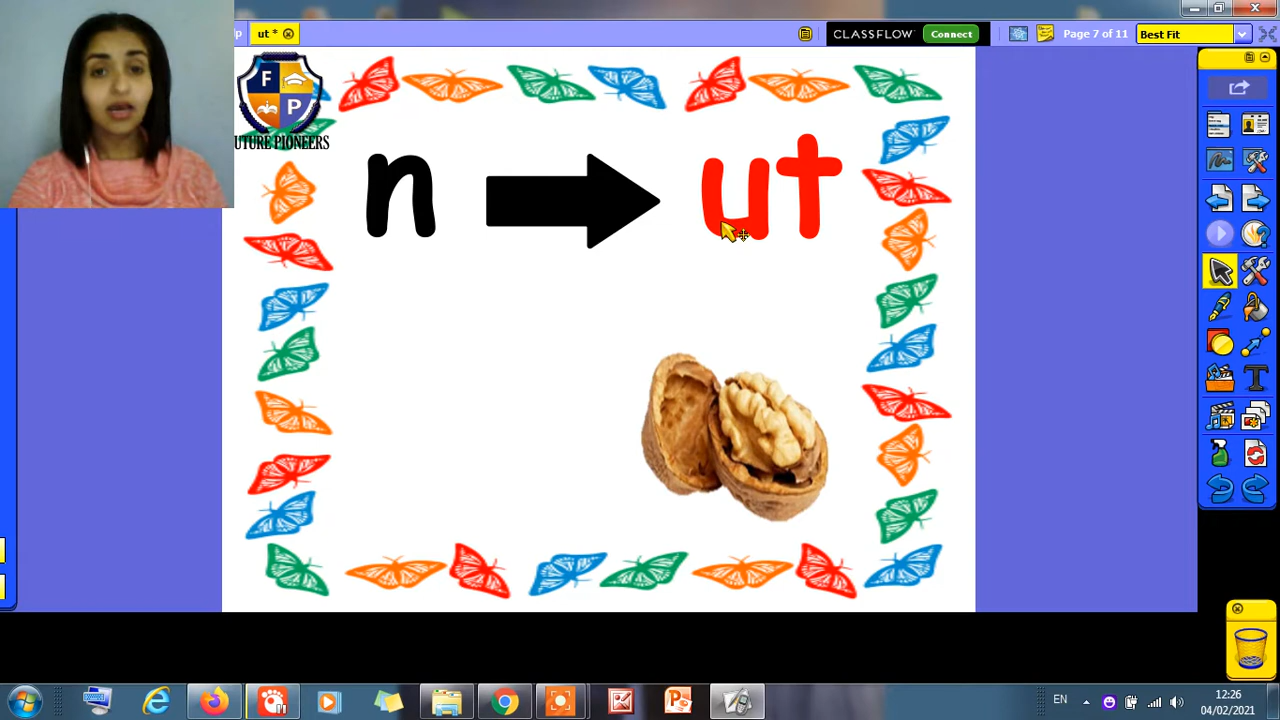 ut *
CLASSFLOW Connect
Page 7 of 11
Best Fit
F
P
UTURE PIONEERS
n ut
EN
12:26
04/02/2021